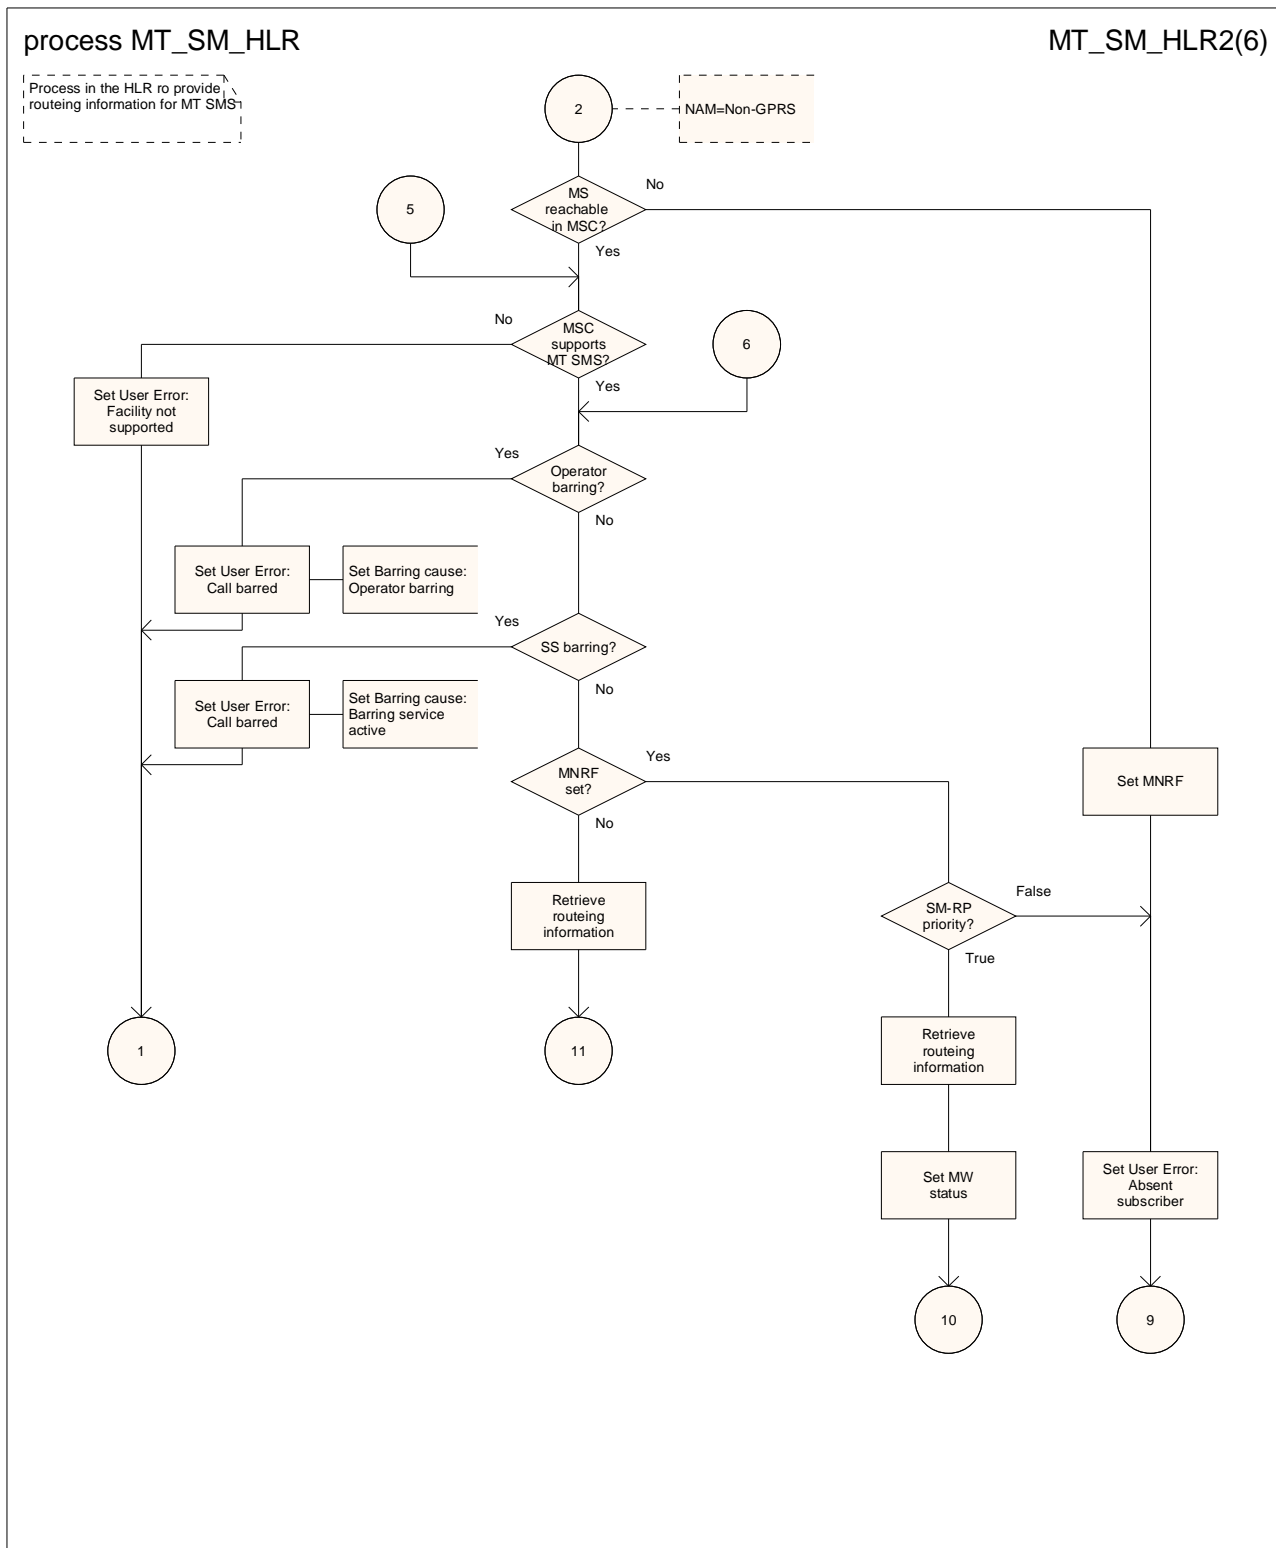 process MT_SM_HLR
MT_SM_HLR2(6)
Process in the HLR ro provide
routeing information for MT SMS
2
NAM=Non-GPRS
MS
reachable
in MSC?
No
Yes
5
MSC
supports
MT SMS?
No
Yes
6
Set User Error:
Facility not
supported
Operator
barring?
Yes
No
Set User Error:
Call barred
Set Barring cause:
Operator barring
SS barring?
Yes
No
Set User Error:
Call barred
Set Barring cause:
Barring service
active
MNRF
set?
Yes
No
Set MNRF
Retrieve
routeing
information
SM-RP
priority?
False
True
1
11
Retrieve
routeing
information
Set MW
status
Set User Error:
Absent
subscriber
10
9